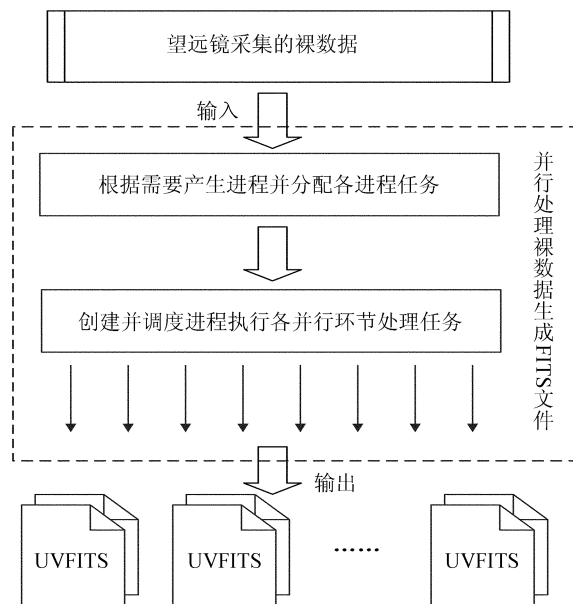 望远镜采集的裸数据
输入
根据需要产生进程并分配各进程任务
创建并调度进程执行各并行环节处理任务
并行处理裸数据生成FITS文件
输出
UVFITS
UVFITS
……
UVFITS